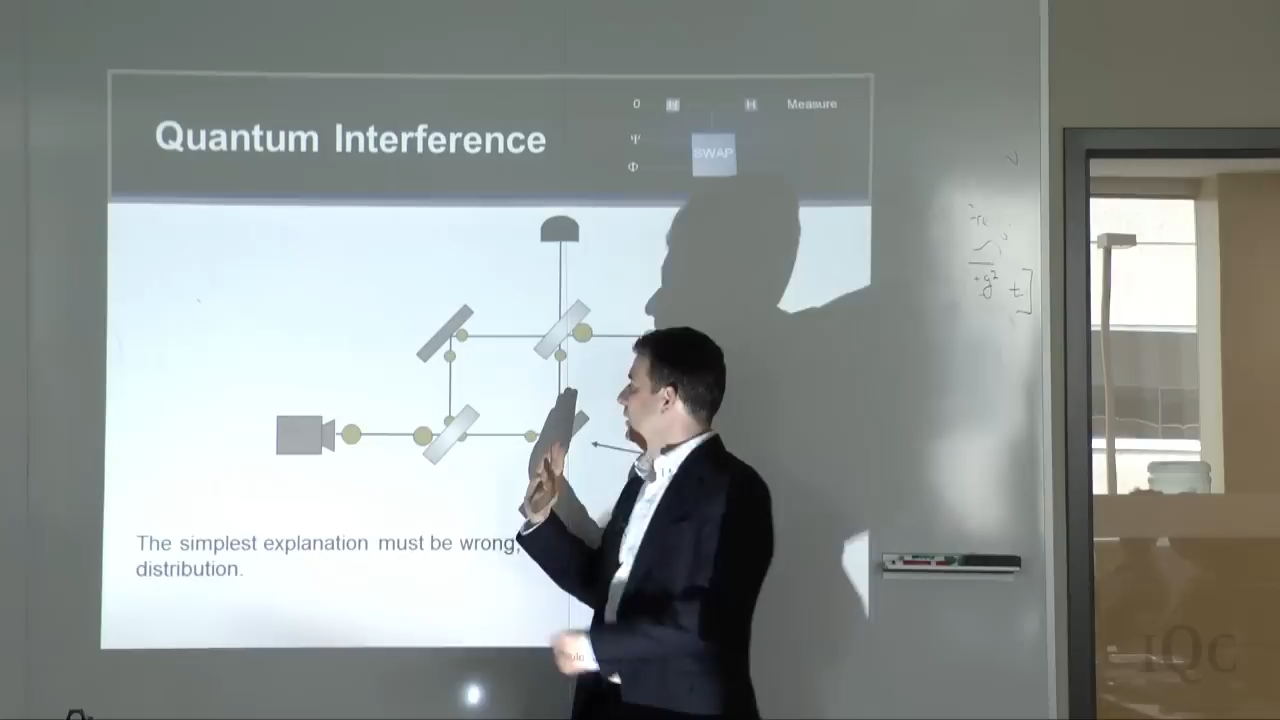 0 H H Measure
Quantum Interference
Ψ
SWAP
Φ
The simplest explanation must be wrong,
distribution.
IQC